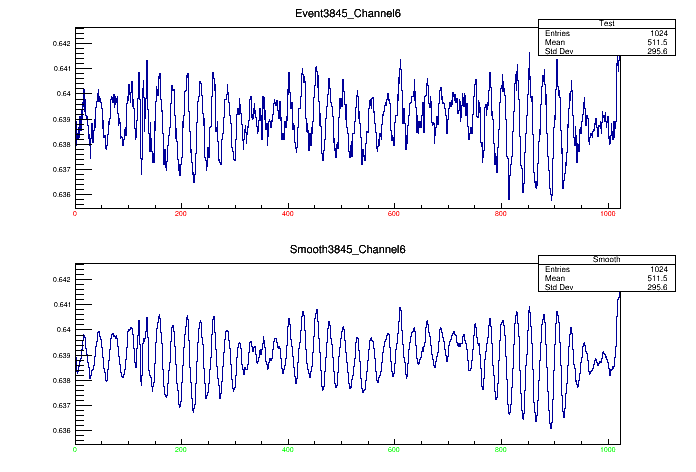 Event3845_Channel6
Test
Entries 1024
Mean 511.5
Std Dev 295.6
0.642
0.641
0.64
0.639
0.638
0.637
0.636
0 200 400 600 800 1000
Smooth3845_Channel6
Smooth
Entries 1024
Mean 511.5
Std Dev 295.6
0.642
0.641
0.64
0.639
0.638
0.637
0.636
0 200 400 600 800 1000